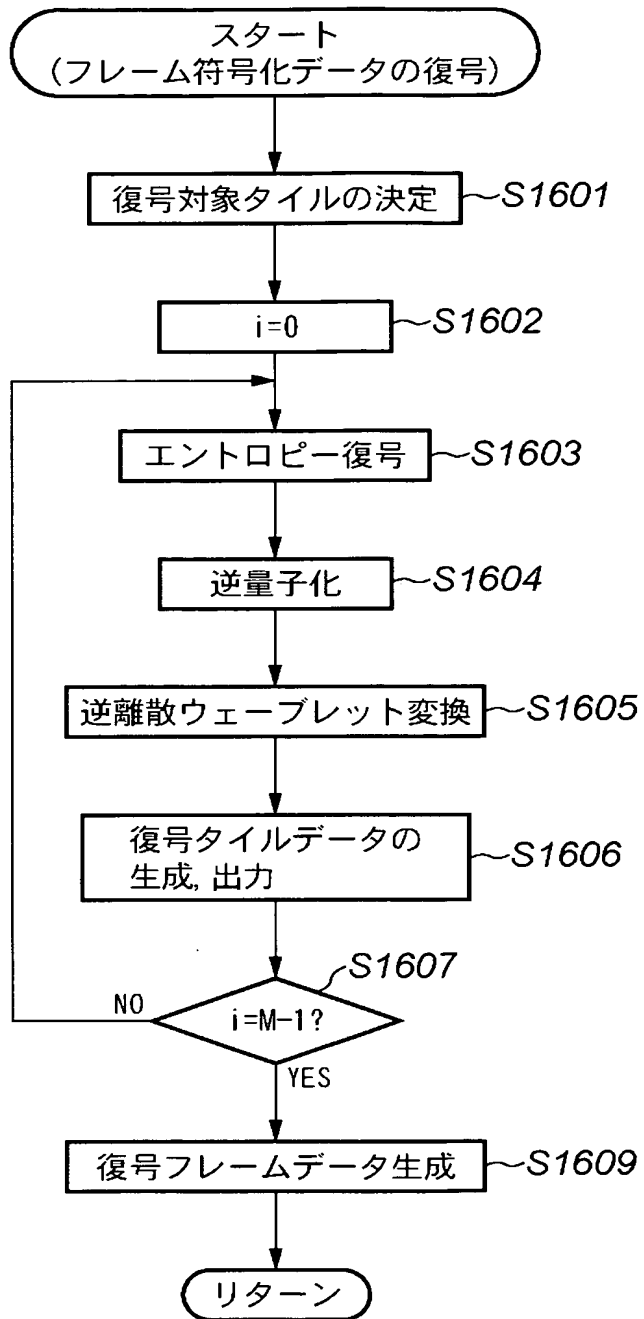 スタート
(フレーム符号化データの復号)
復号対象タイルの決定
S1601
i=0
S1602
エントロピー復号
S1603
逆量子化
S1604
逆離散ウェーブレット変換
S1605
復号タイルデータの
生成, 出力
S1606
S1607
i=M-1?
NO
YES
復号フレームデータ生成
S1609
リターン